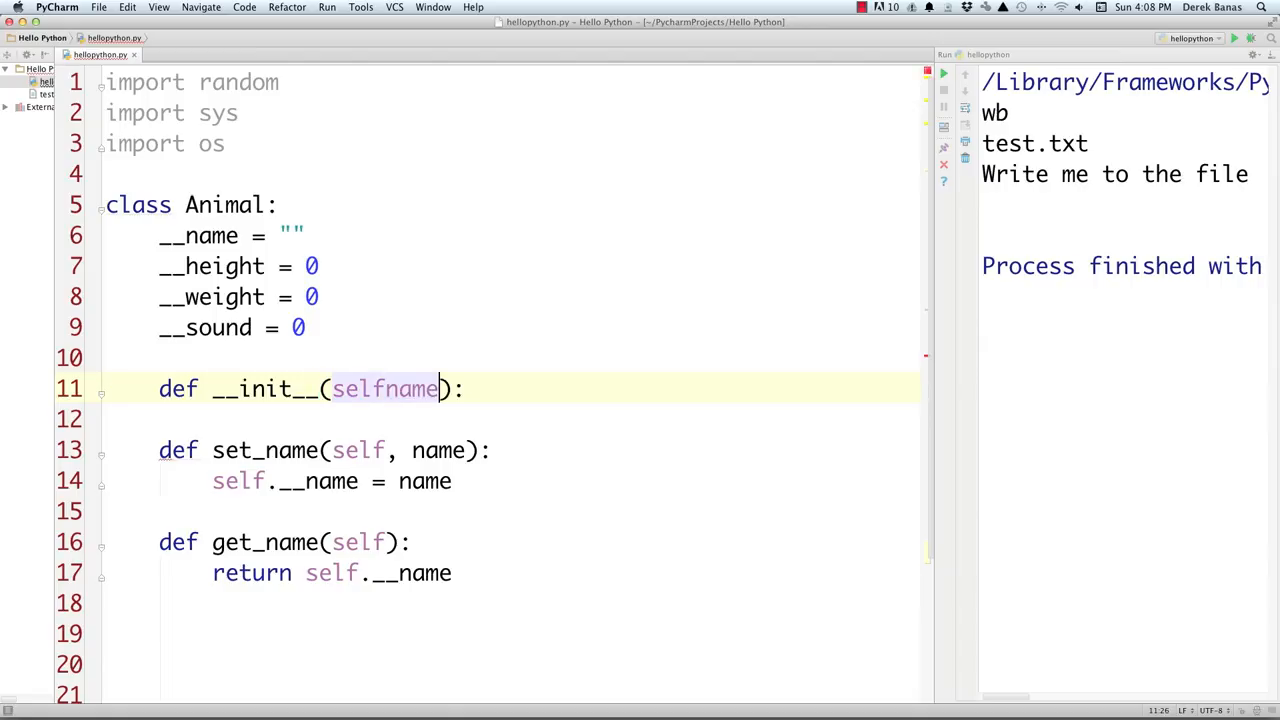 PyCharm File Edit View Navigate Code Refactor Run Tools VCS Window Help 10 Sun 4:08 PM Derek Banas
hellopython.py – Hello Python – [~/PycharmProjects/Hello Python]
Hello Python hellopython.py hellopython
hellopython.py × Run hellopython
Hello P
hell
test
Externa
1 import random
2 import sys
3 import os
4
5 class Animal:
6 __name = ""
7 __height = 0
8 __weight = 0
9 __sound = 0
10
11 def __init__(selfname):
12
13 def set_name(self, name):
14 self.__name = name
15
16 def get_name(self):
17 return self.__name
18
19
20
21
/Library/Frameworks/Py
wb
test.txt
Write me to the file
Process finished with
11:26 LF UTF-8